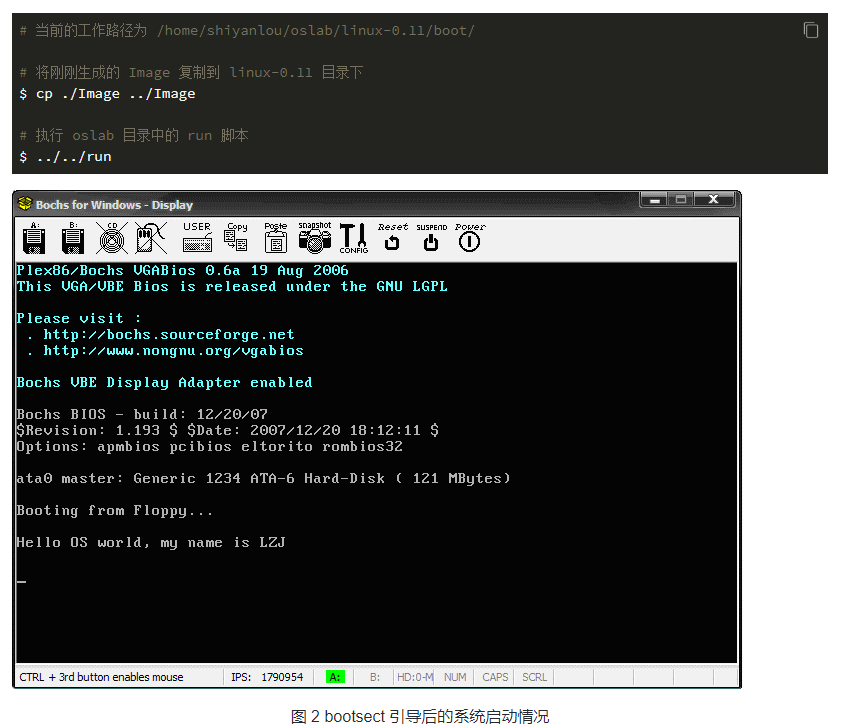 # 当前的工作路径为 /home/shiyanlou/oslab/linux-0.11/boot/
# 将刚刚生成的 Image 复制到 linux-0.11 目录下
$ cp ./Image ../Image
# 执行 oslab 目录中的 run 脚本
$ ../../run
Bochs for Windows - Display
A: B: CD USER Copy Paste snapshot CONFIG Reset SUSPEND Power
Plex86/Bochs VGABios 0.6a 19 Aug 2006
This VGA/VBE Bios is released under the GNU LGPL
Please visit :
. http://bochs.sourceforge.net
. http://www.nongnu.org/vgabios
Bochs VBE Display Adapter enabled
Bochs BIOS - build: 12/20/07
$Revision: 1.193 $ $Date: 2007/12/20 18:12:11 $
Options: apmbios pcibios eltorito rombios32
ata0 master: Generic 1234 ATA-6 Hard-Disk ( 121 MBytes)
Booting from Floppy...
Hello OS world, my name is LZJ
_
CTRL + 3rd button enables mouse IPS: 1790954 A: B: HD:0-M NUM CAPS SCRL
图 2 bootsect 引导后的系统启动情况